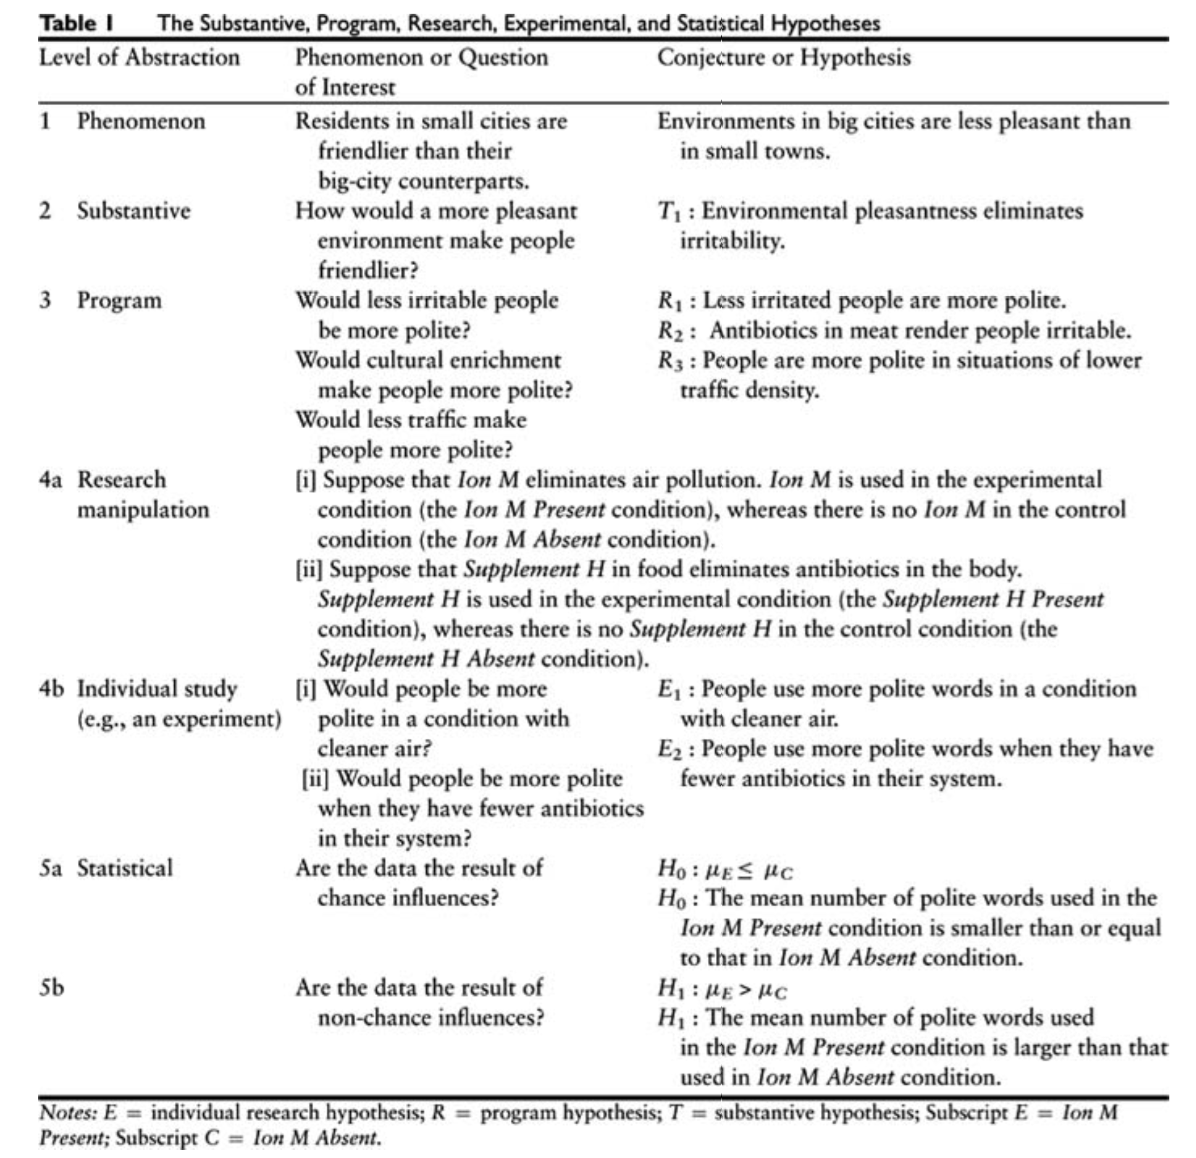 Table 1 The Substantive, Program, Research, Experimental, and Statistical Hypotheses
Level of Abstraction Phenomenon or Question of Interest Conjecture or Hypothesis
1 Phenomenon Residents in small cities are friendlier than their big-city counterparts. Environments in big cities are less pleasant than in small towns.
2 Substantive How would a more pleasant environment make people friendlier? T₁ : Environmental pleasantness eliminates irritability.
3 Program Would less irritable people be more polite? R₁ : Less irritated people are more polite.
R₂ : Antibiotics in meat render people irritable.
Would cultural enrichment make people more polite? R₃ : People are more polite in situations of lower traffic density.
Would less traffic make people more polite?
4a Research manipulation [i] Suppose that Ion M eliminates air pollution. Ion M is used in the experimental
condition (the Ion M Present condition), whereas there is no Ion M in the control
condition (the Ion M Absent condition).
[ii] Suppose that Supplement H in food eliminates antibiotics in the body.
Supplement H is used in the experimental condition (the Supplement H Present
condition), whereas there is no Supplement H in the control condition (the
Supplement H Absent condition).
4b Individual study (e.g., an experiment) [i] Would people be more polite in a condition with cleaner air? E₁ : People use more polite words in a condition with cleaner air.
[ii] Would people be more polite when they have fewer antibiotics in their system? E₂ : People use more polite words when they have fewer antibiotics in their system.
5a Statistical Are the data the result of chance influences? H₀ : μE ≤ μC
H₀ : The mean number of polite words used in the
Ion M Present condition is smaller than or equal
to that in Ion M Absent condition.
5b Are the data the result of non-chance influences? H₁ : μE > μC
H₁ : The mean number of polite words used
in the Ion M Present condition is larger than that
used in Ion M Absent condition.
Notes: E = individual research hypothesis; R = program hypothesis; T = substantive hypothesis; Subscript E = Ion M
Present; Subscript C = Ion M Absent.